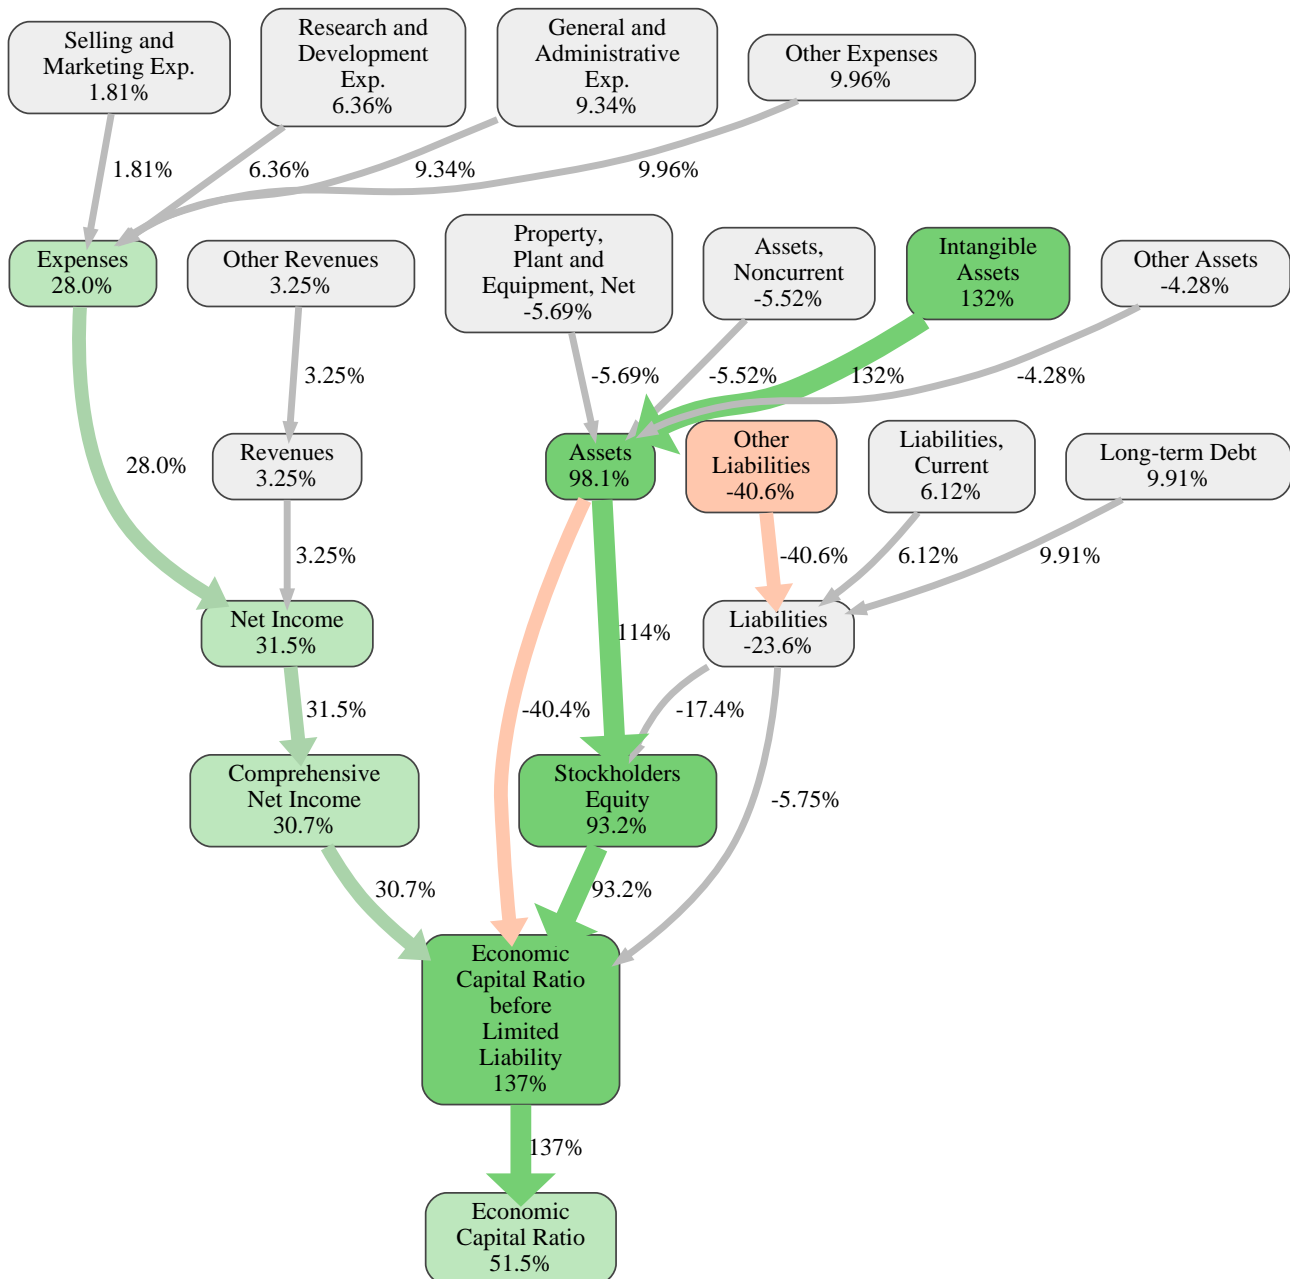 Selling and
Marketing Exp.
1.81%
Research and
Development
Exp.
6.36%
General and
Administrative
Exp.
9.34%
Other Expenses
9.96%
1.81%
6.36%
9.34%
9.96%
Expenses
28.0%
Other Revenues
3.25%
Property,
Plant and
Equipment, Net
-5.69%
Assets,
Noncurrent
-5.52%
Intangible
Assets
132%
Other Assets
-4.28%
3.25%
-5.69%
-5.52%
132%
-4.28%
28.0%
Revenues
3.25%
Assets
98.1%
Other
Liabilities
-40.6%
Liabilities,
Current
6.12%
Long-term Debt
9.91%
3.25%
-40.6%
6.12%
9.91%
Net Income
31.5%
114%
Liabilities
-23.6%
31.5%
-40.4%
-17.4%
Comprehensive
Net Income
30.7%
Stockholders
Equity
93.2%
-5.75%
30.7%
93.2%
Economic
Capital Ratio
before
Limited
Liability
137%
137%
Economic
Capital Ratio
51.5%